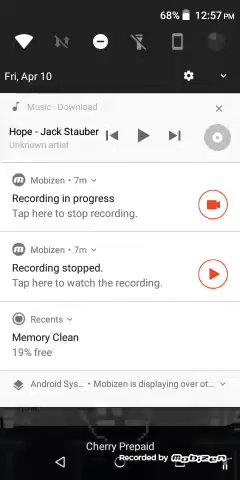 68% 12:57 PM
Fri, Apr 10
Music - Download
Hope - Jack Stauber
Unknown artist
Mobizen • 7m
Recording in progress
Tap here to stop recording.
Mobizen • 7m
Recording stopped.
Tap here to watch the recording.
Recents
Memory Clean
19% free
Android Sys... • Mobizen is displaying over ot...
Cherry Prepaid
Recorded by mobizen